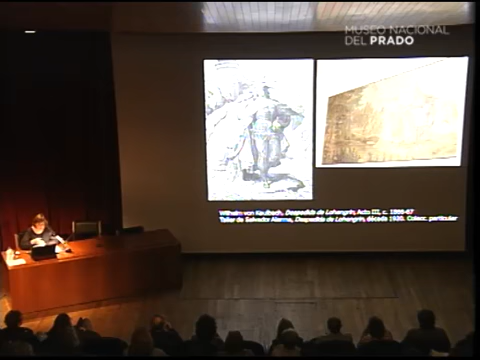 MUSEO NACIONAL
DEL PRADO
Wilhelm von Kaulbach, Despedida de Lohengrin, Acto III, c. 1866-67
Taller de Salvador Alarma, Despedida de Lohengrin, década 1920. Colecc. particular